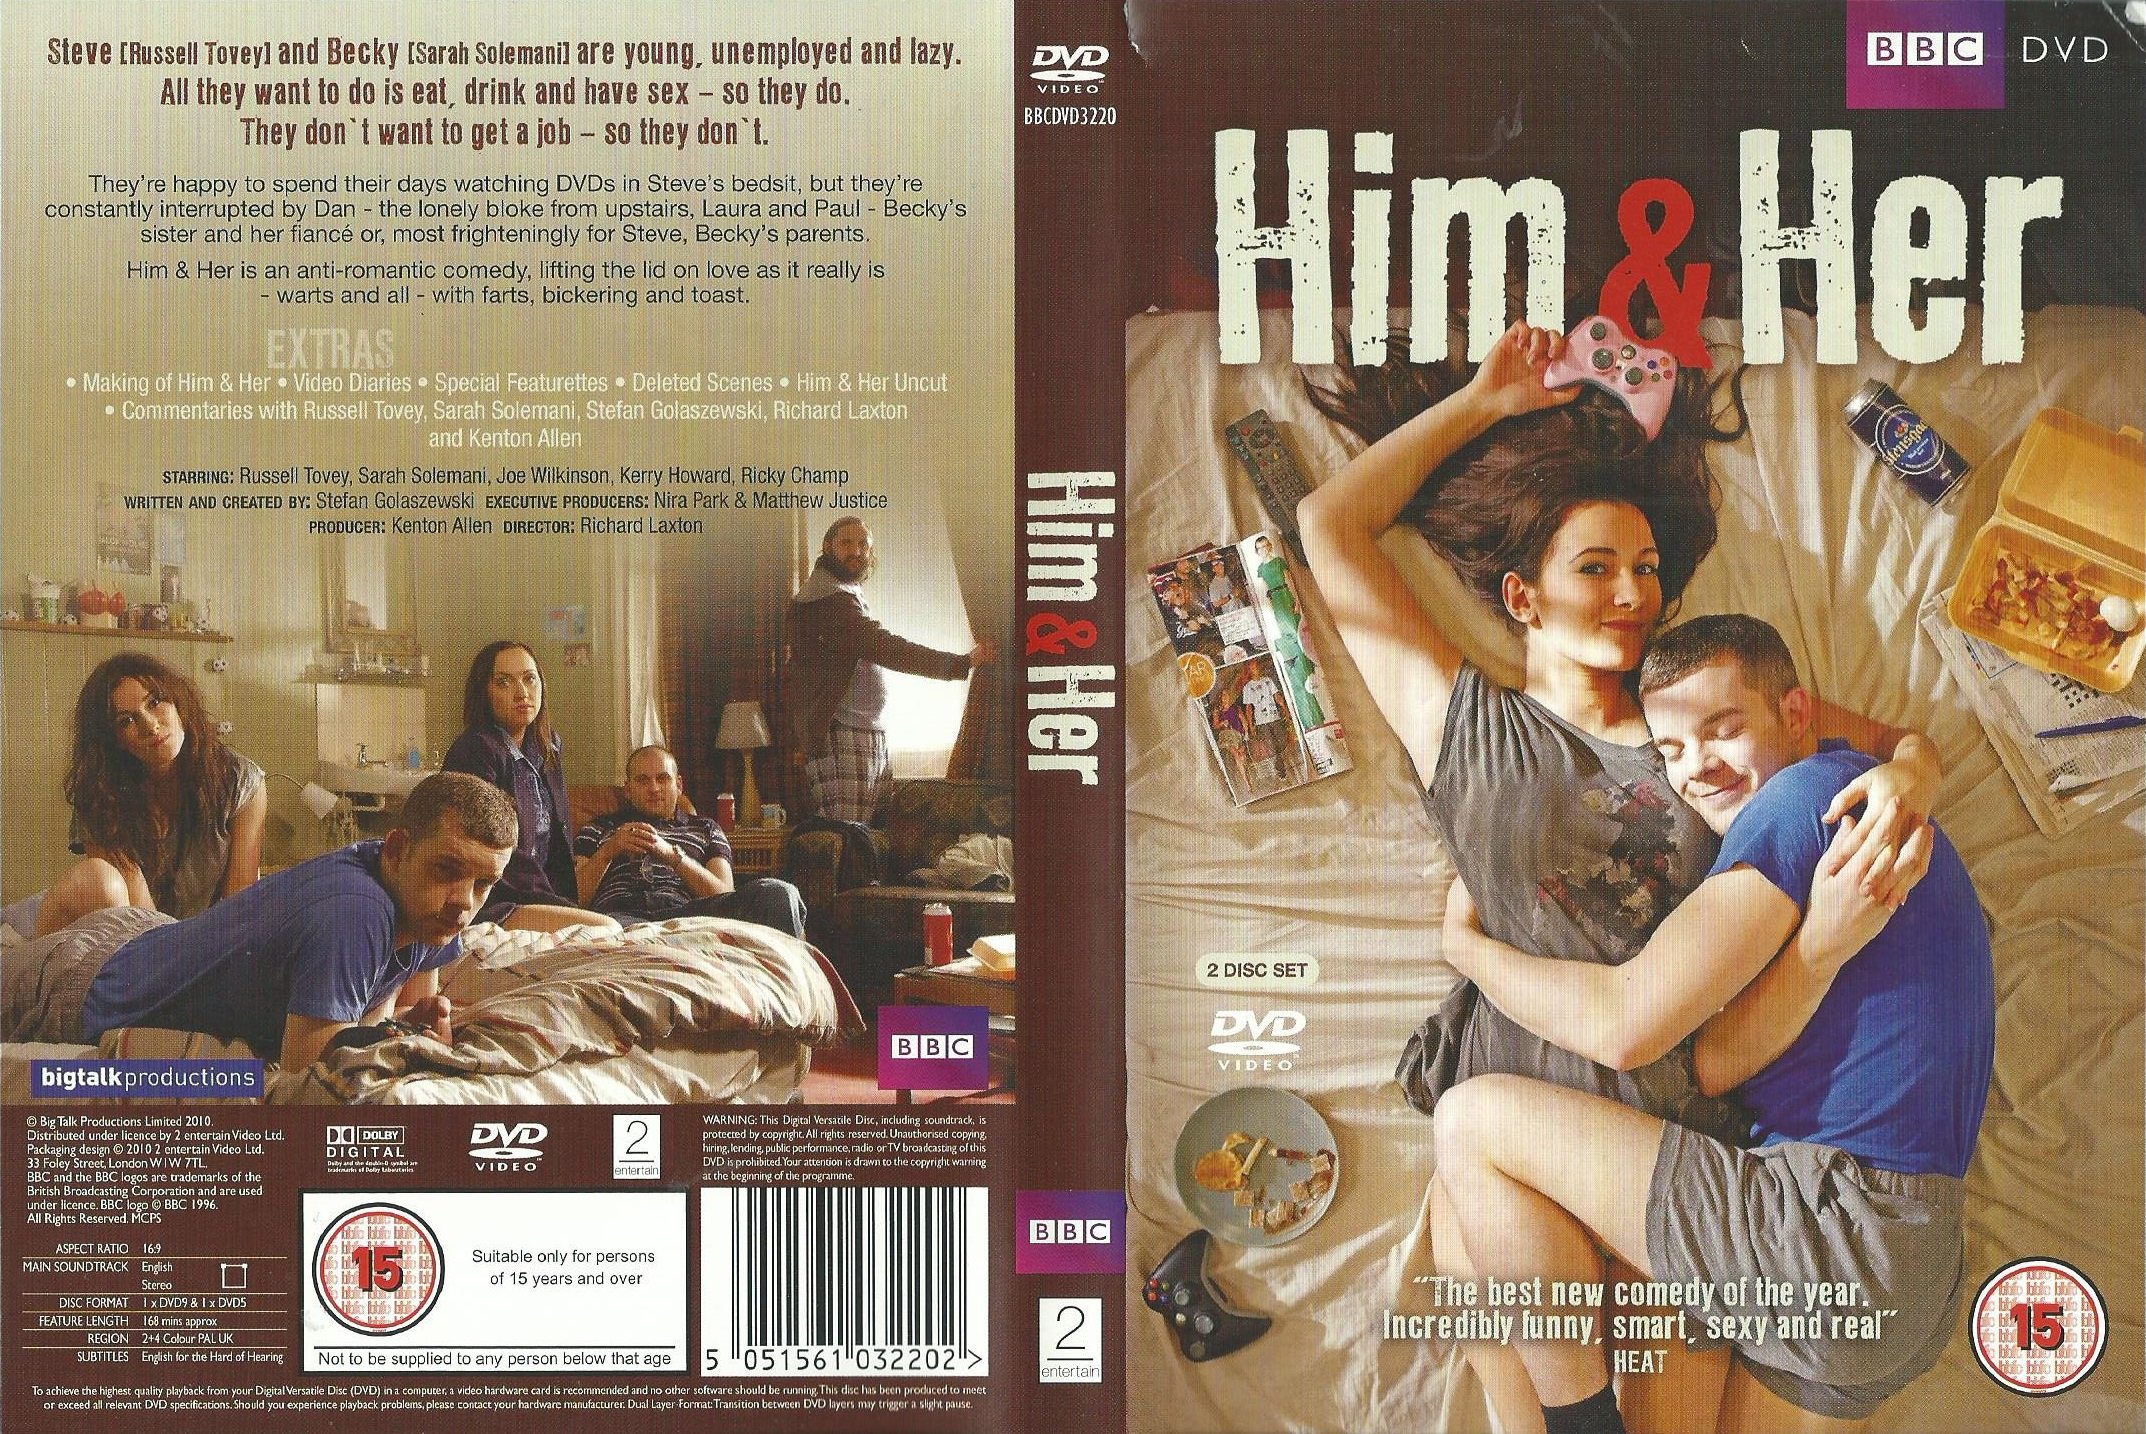 Steve [Russell Tovey] and Becky [Sarah Solemani] are young, unemployed and lazy.
All they want to do is eat, drink and have sex – so they do.
They don`t want to get a job – so they don`t.
They're happy to spend their days watching DVDs in Steve's bedsit, but they're
constantly interrupted by Dan - the lonely bloke from upstairs, Laura and Paul - Becky's
sister and her fiancé or, most frighteningly for Steve, Becky's parents.
Him & Her is an anti-romantic comedy, lifting the lid on love as it really is
- warts and all - with farts, bickering and toast.
EXTRAS
• Making of Him & Her • Video Diaries • Special Featurettes • Deleted Scenes • Him & Her Uncut
• Commentaries with Russell Tovey, Sarah Solemani, Stefan Golaszewski, Richard Laxton
and Kenton Allen
STARRING: Russell Tovey, Sarah Solemani, Joe Wilkinson, Kerry Howard, Ricky Champ
WRITTEN AND CREATED BY: Stefan Golaszewski EXECUTIVE PRODUCERS: Nira Park & Matthew Justice
PRODUCER: Kenton Allen DIRECTOR: Richard Laxton
BBC
bigtalkproductions
© Big Talk Productions Limited 2010.
Distributed under licence by 2 entertain Video Ltd.
Packaging design © 2010 2 entertain Video Ltd.
33 Foley Street, London W1W 7TL.
BBC and the BBC logos are trademarks of the
British Broadcasting Corporation and are used
under licence. BBC logo © BBC 1996.
All Rights Reserved. MCPS
DOLBY
DIGITAL
Dolby and the double-D symbol are
trademarks of Dolby Laboratories
DVD
VIDEO
2
entertain
WARNING: This Digital Versatile Disc, including soundtrack, is
protected by copyright. All rights reserved. Unauthorised copying,
hiring, lending, public performance, radio or TV broadcasting of this
DVD is prohibited. Your attention is drawn to the copyright warning
at the beginning of the programme.
ASPECT RATIO 16:9
MAIN SOUNDTRACK English
Stereo
DISC FORMAT 1 x DVD9 & 1 x DVD5
FEATURE LENGTH 168 mins approx
REGION 2+4 Colour PAL UK
SUBTITLES English for the Hard of Hearing
15
Suitable only for persons
of 15 years and over
Not to be supplied to any person below that age
5 051561 032202 >
To achieve the highest quality playback from your Digital Versatile Disc (DVD) in a computer, a video hardware card is recommended and no other software should be running. This disc has been produced to meet
or exceed all relevant DVD specifications. Should you experience playback problems, please contact your hardware manufacturer. Dual Layer Format: Transition between DVD layers may trigger a slight pause.
DVD
VIDEO
BBCDVD3220
Him & Her
BBC
2
entertain
BBC DVD
Him & Her
2 DISC SET
DVD
VIDEO
"The best new comedy of the year.
Incredibly funny, smart, sexy and real"
HEAT
15